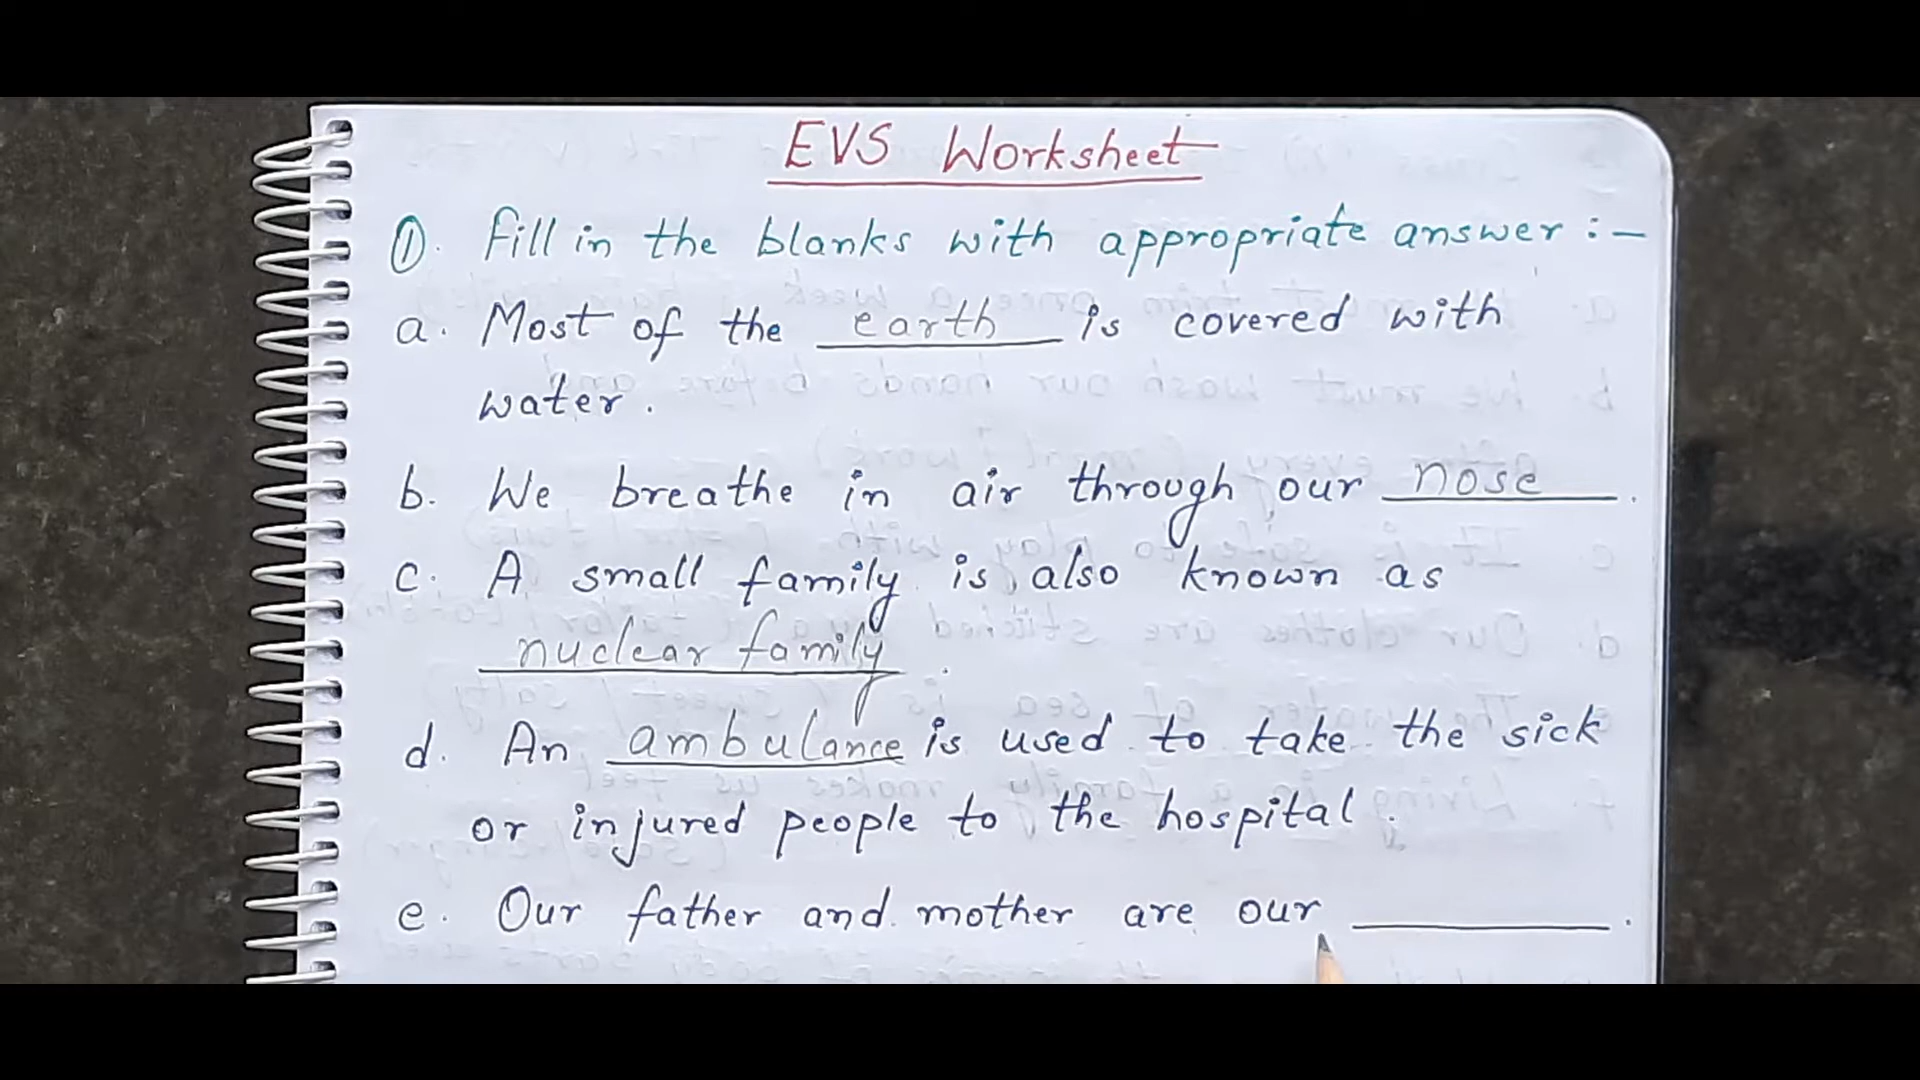 EVS Worksheet
①. Fill in the blanks with appropriate answer :-
a. Most of the earth is covered with
water.
b. We breathe in air through our nose.
c. A small family is also known as
nuclear family.
d. An ambulance is used to take the sick
or injured people to the hospital.
e. Our father and mother are our ________.